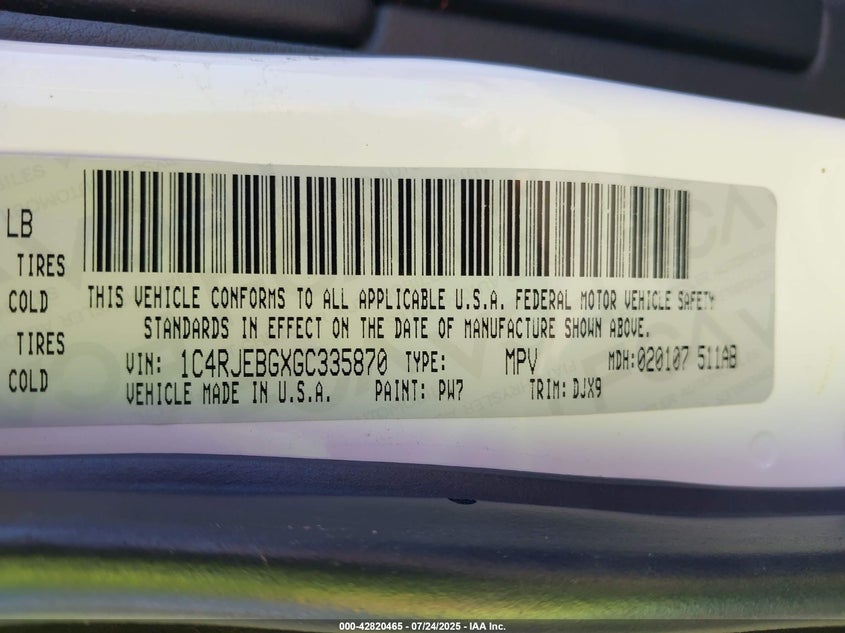 LB
TIRES
COLD
TIRES
COLD
THIS VEHICLE CONFORMS TO ALL APPLICABLE U.S.A. FEDERAL MOTOR VEHICLE SAFETY
STANDARDS IN EFFECT ON THE DATE OF MANUFACTURE SHOWN ABOVE.
VIN: 1C4RJEBGXGC335870 TYPE: MPV MDH:020107 511AB
VEHICLE MADE IN U.S.A. PAINT: PW7 TRIM: DJX9
000-42820465 - 07/24/2025 - IAA Inc.